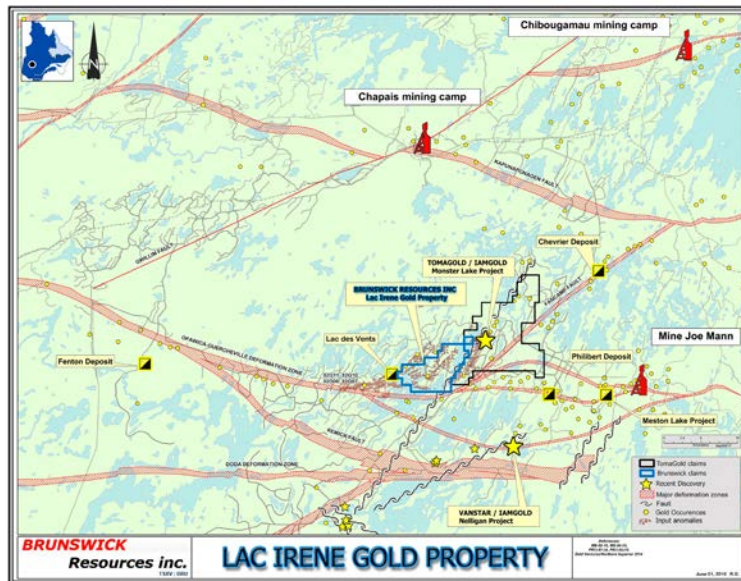 Chibougamau mining camp
N
Chapais mining camp
KAPUNAPOTAGEN FAULT
GWILLIN FAULT
Chevrier Deposit
TOMAGOLD / IAMGOLD
Monster Lake Project
FANCAMP FAULT
BRUNSWICK RESOURCES INC
Lac Irene Gold Property
Mine Joe Mann
OPAWICA-GUERCHEVILLE DEFORMATION ZONE
Lac des Vents
Philibert Deposit
Fenton Deposit
Meston Lake Project
DODA DEFORMATION ZONE
VANSTAR / IAMGOLD
Nelligan Project
TomaGold claims
Brunswick claims
Recent Discovery
Major deformation zones
Fault
Gold Occurences
Input anomalies
BRUNSWICK
Resources inc.
LAC IRENE GOLD PROPERTY